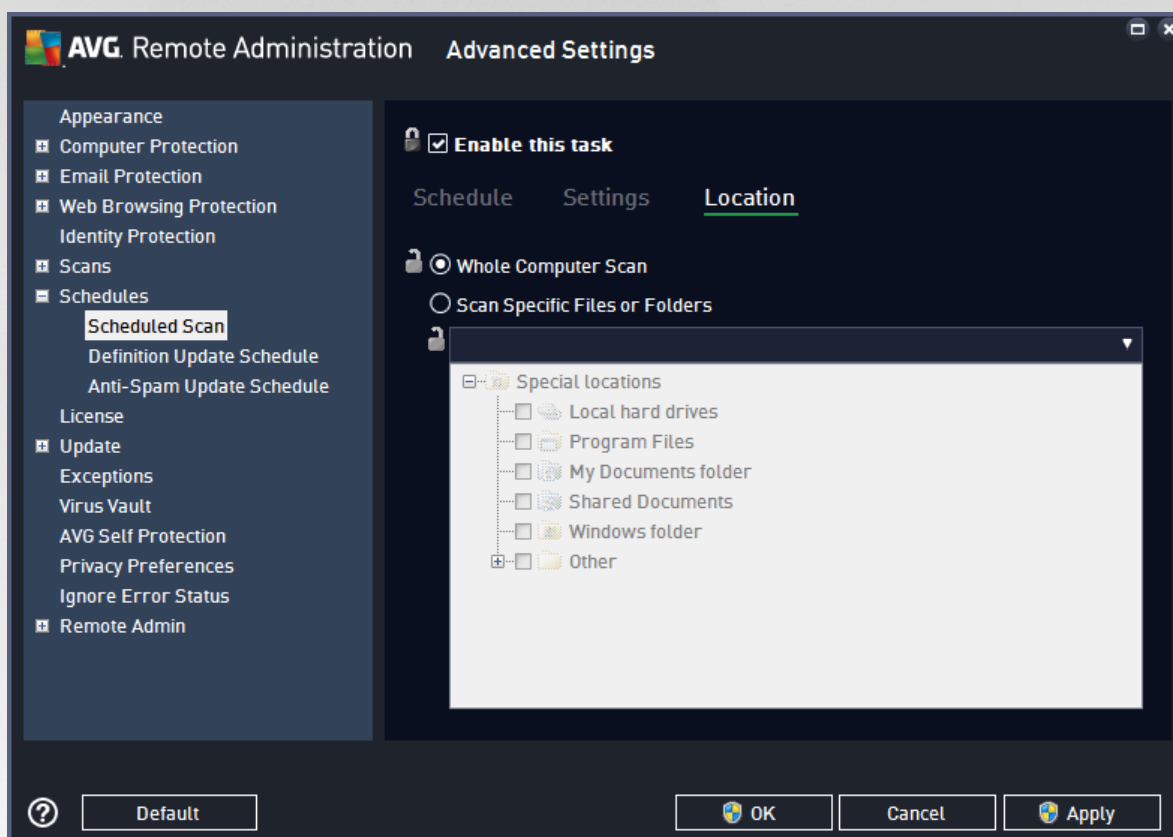 AVG. Remote Administration Advanced Settings
Appearance
Computer Protection
Email Protection
Web Browsing Protection
Identity Protection
Scans
Schedules
Scheduled Scan
Definition Update Schedule
Anti-Spam Update Schedule
License
Update
Exceptions
Virus Vault
AVG Self Protection
Privacy Preferences
Ignore Error Status
Remote Admin
Enable this task
Schedule Settings Location
Whole Computer Scan
Scan Specific Files or Folders
Special locations
Local hard drives
Program Files
My Documents folder
Shared Documents
Windows folder
Other
? Default OK Cancel Apply